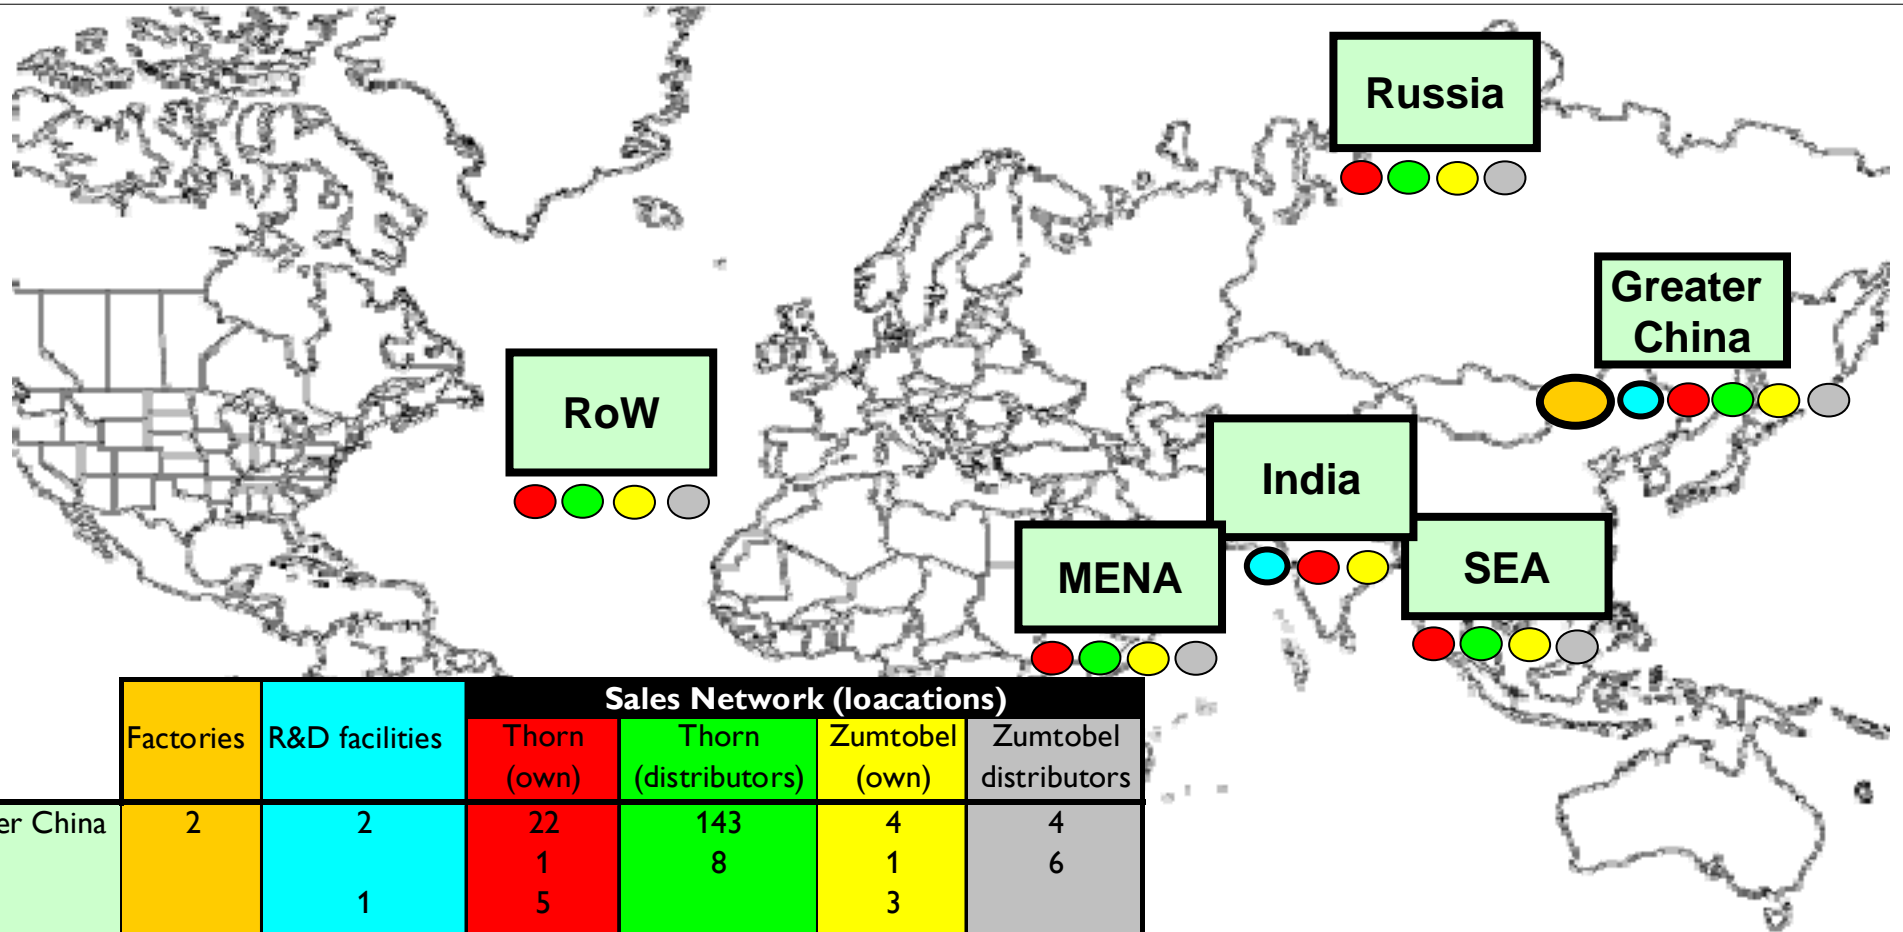 Russia
Greater
China
RoW
India
MENA
SEA
Sales Network (loacations)
Factories R&D facilities Thorn Thorn Zumtobel Zumtobel
(own) (distributors) (own) distributors
er China 2 2 22 143 4 4
1 8 1 6
1 5 3